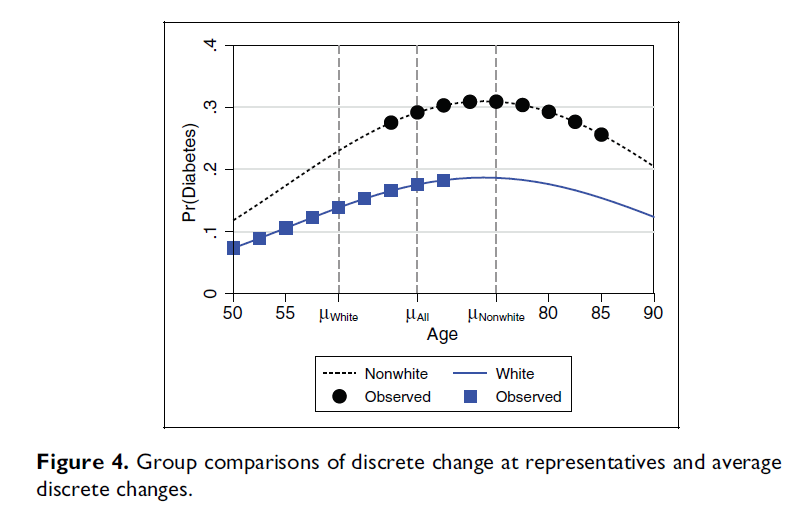 .4
.3
.2
.1
0
Pr(Diabetes)
50 55 μWhite μAll μNonwhite 80 85 90
Age
Nonwhite White
Observed Observed
Figure 4. Group comparisons of discrete change at representatives and average
discrete changes.